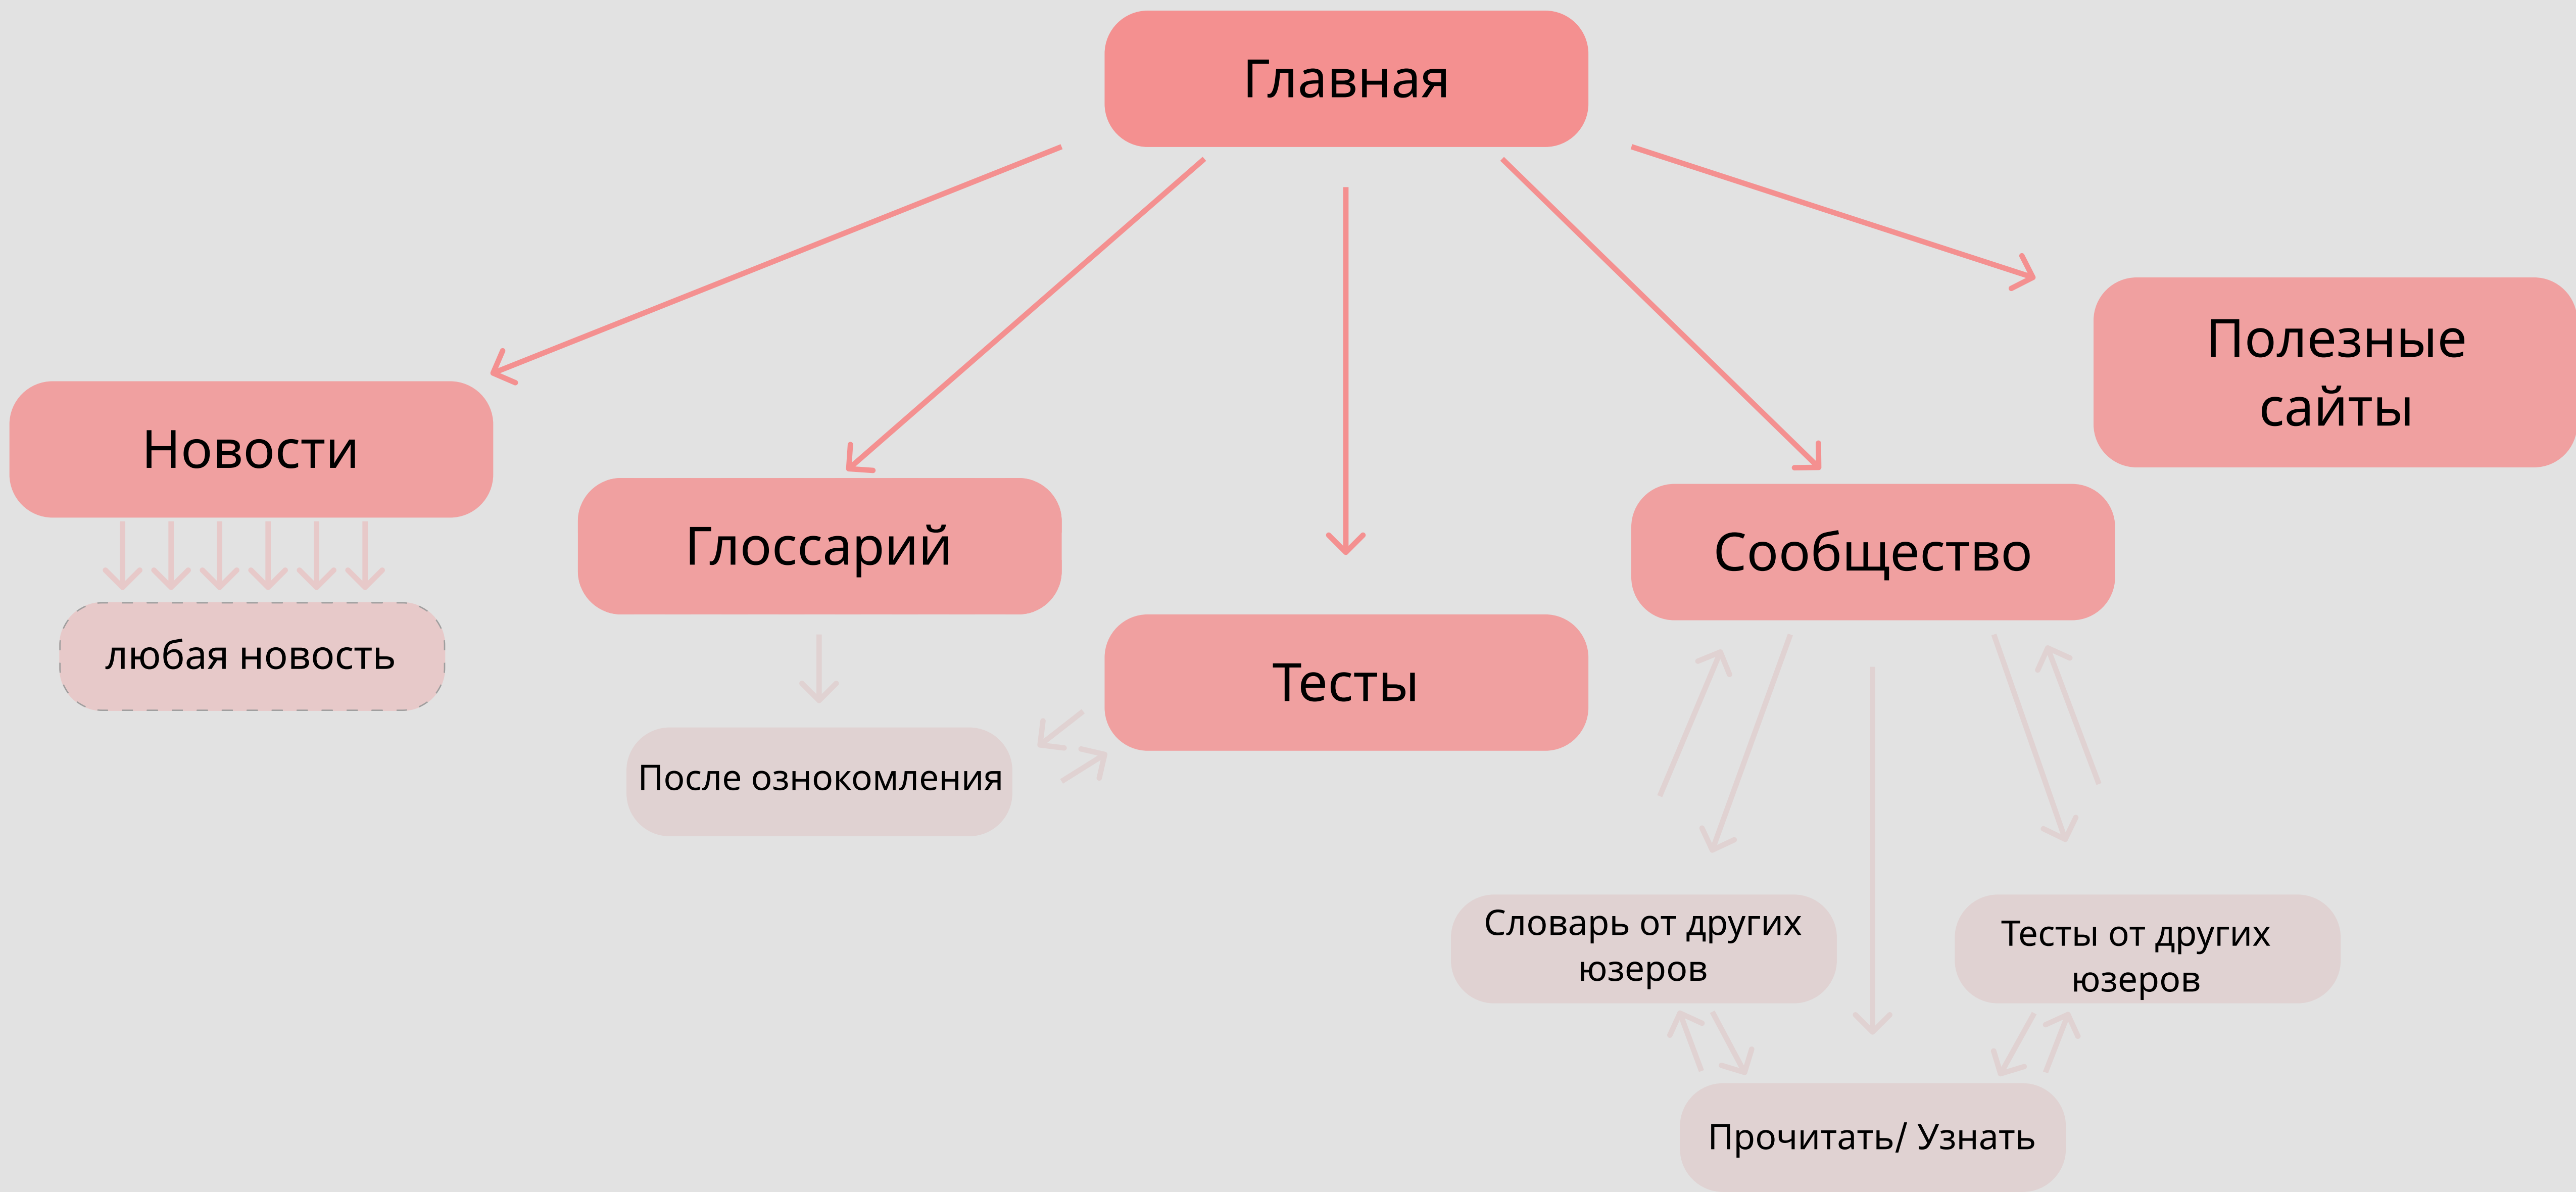 Главная
Полезные
сайты
Новости
Глоссарий
Сообщество
любая новость
Тесты
После ознокомления
Словарь от других
юзеров
Тесты от других
юзеров
Прочитать/ Узнать